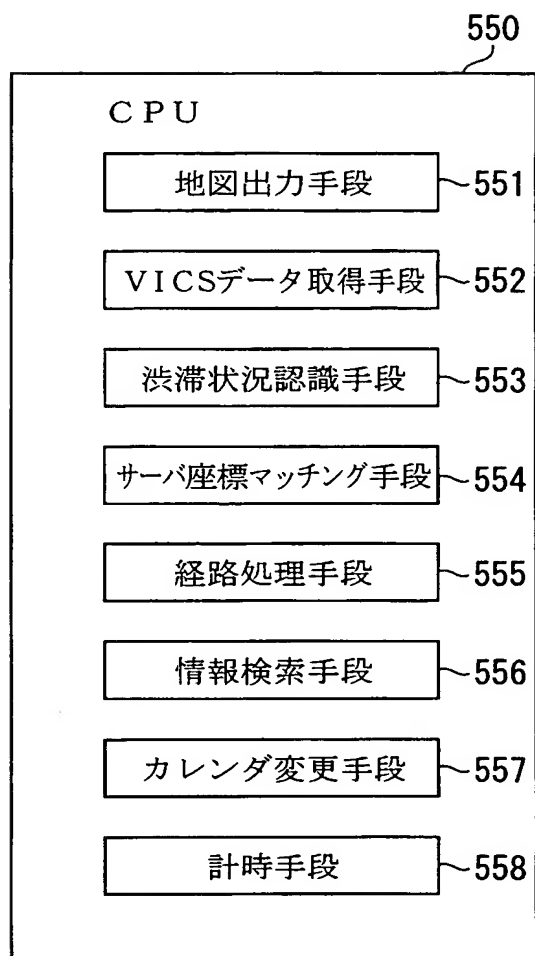 550
CPU
地図出力手段 551
VICSデータ取得手段 552
渋滞状況認識手段 553
サーバ座標マッチング手段 554
経路処理手段 555
情報検索手段 556
カレンダ変更手段 557
計時手段 558